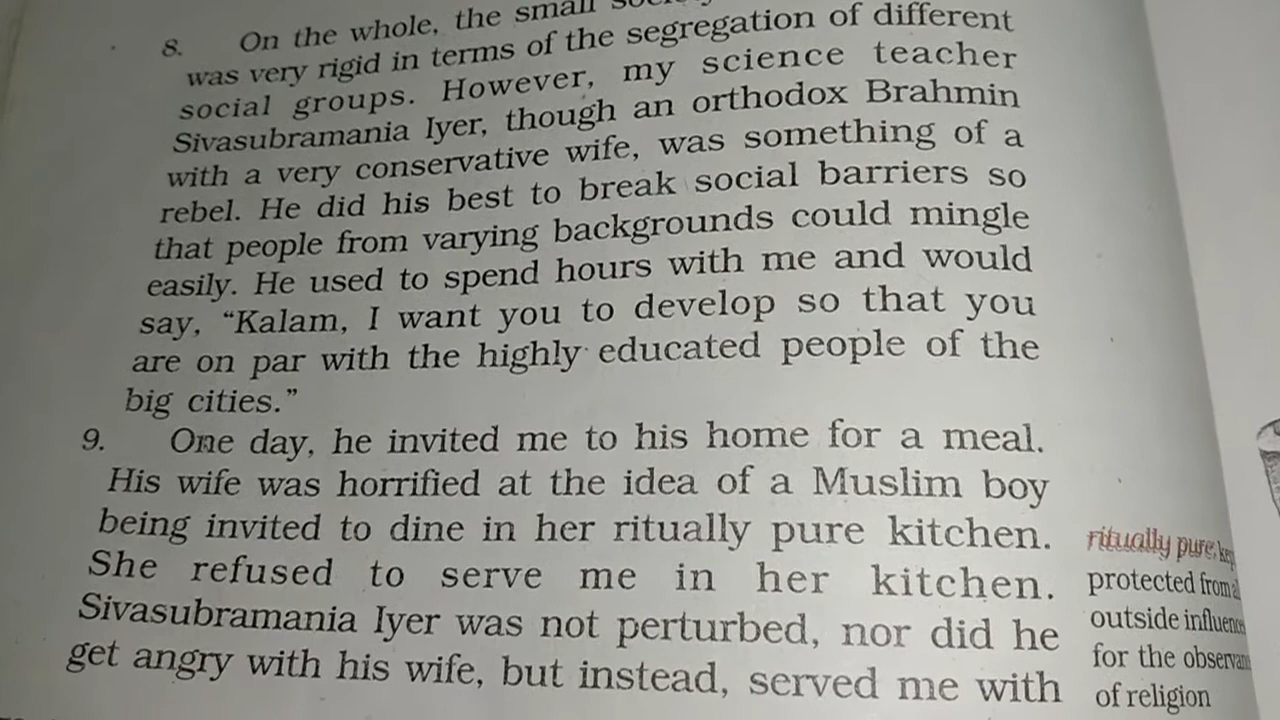 8. On the whole, the small
was very rigid in terms of the segregation of different
social groups. However, my science teacher
Sivasubramania Iyer, though an orthodox Brahmin
with a very conservative wife, was something of a
rebel. He did his best to break social barriers so
that people from varying backgrounds could mingle
easily. He used to spend hours with me and would
say, “Kalam, I want you to develop so that you
are on par with the highly educated people of the
big cities.”
9. One day, he invited me to his home for a meal.
His wife was horrified at the idea of a Muslim boy
being invited to dine in her ritually pure kitchen.
She refused to serve me in her kitchen.
Sivasubramania Iyer was not perturbed, nor did he
get angry with his wife, but instead, served me with
ritually pure,
protected from
outside
for the
of religion